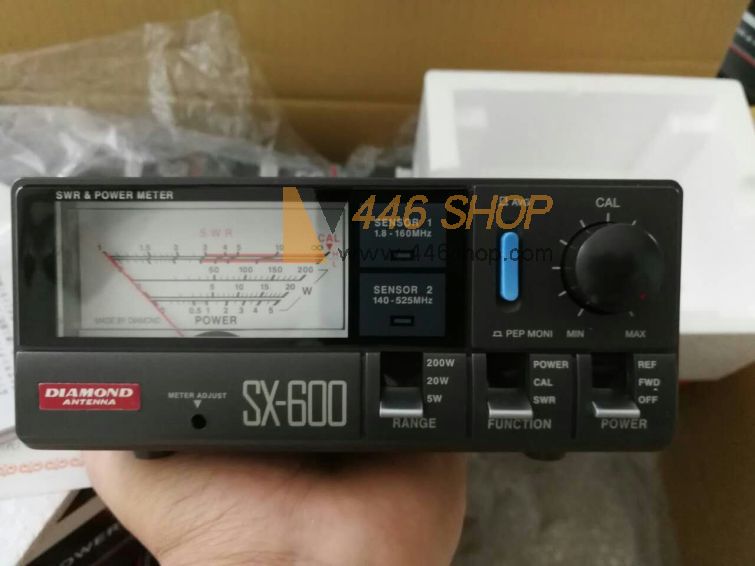 SWR & POWER METER
446 SHOP
www.446shop.com
SENSOR 1
1.8 - 160MHz
SENSOR 2
140 - 525MHz
AVG
PEP MONI
CAL
MIN MAX
SWR
CAL
1 1.5 2 3 4 5 10 ∞
50 100 150 200
5 10 15 20
W
0.5 1 2 3 4 5
MADE BY DIAMOND
POWER
DIAMOND
ANTENNA
METER ADJUST
SX-600
200W
20W
5W
RANGE
POWER
CAL
SWR
FUNCTION
REF
FWD
OFF
POWER
POWER